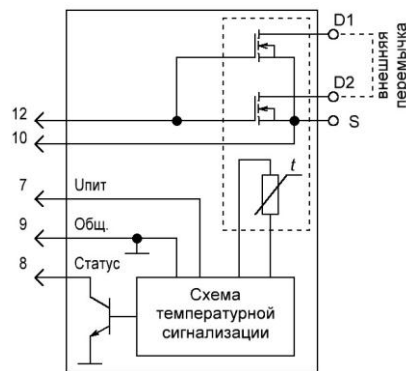 D1
D2
S
внешняя
перемычка
12
10
7 Uпит
9 Общ.
8 Статус
t
Схема
температурной
сигнализации